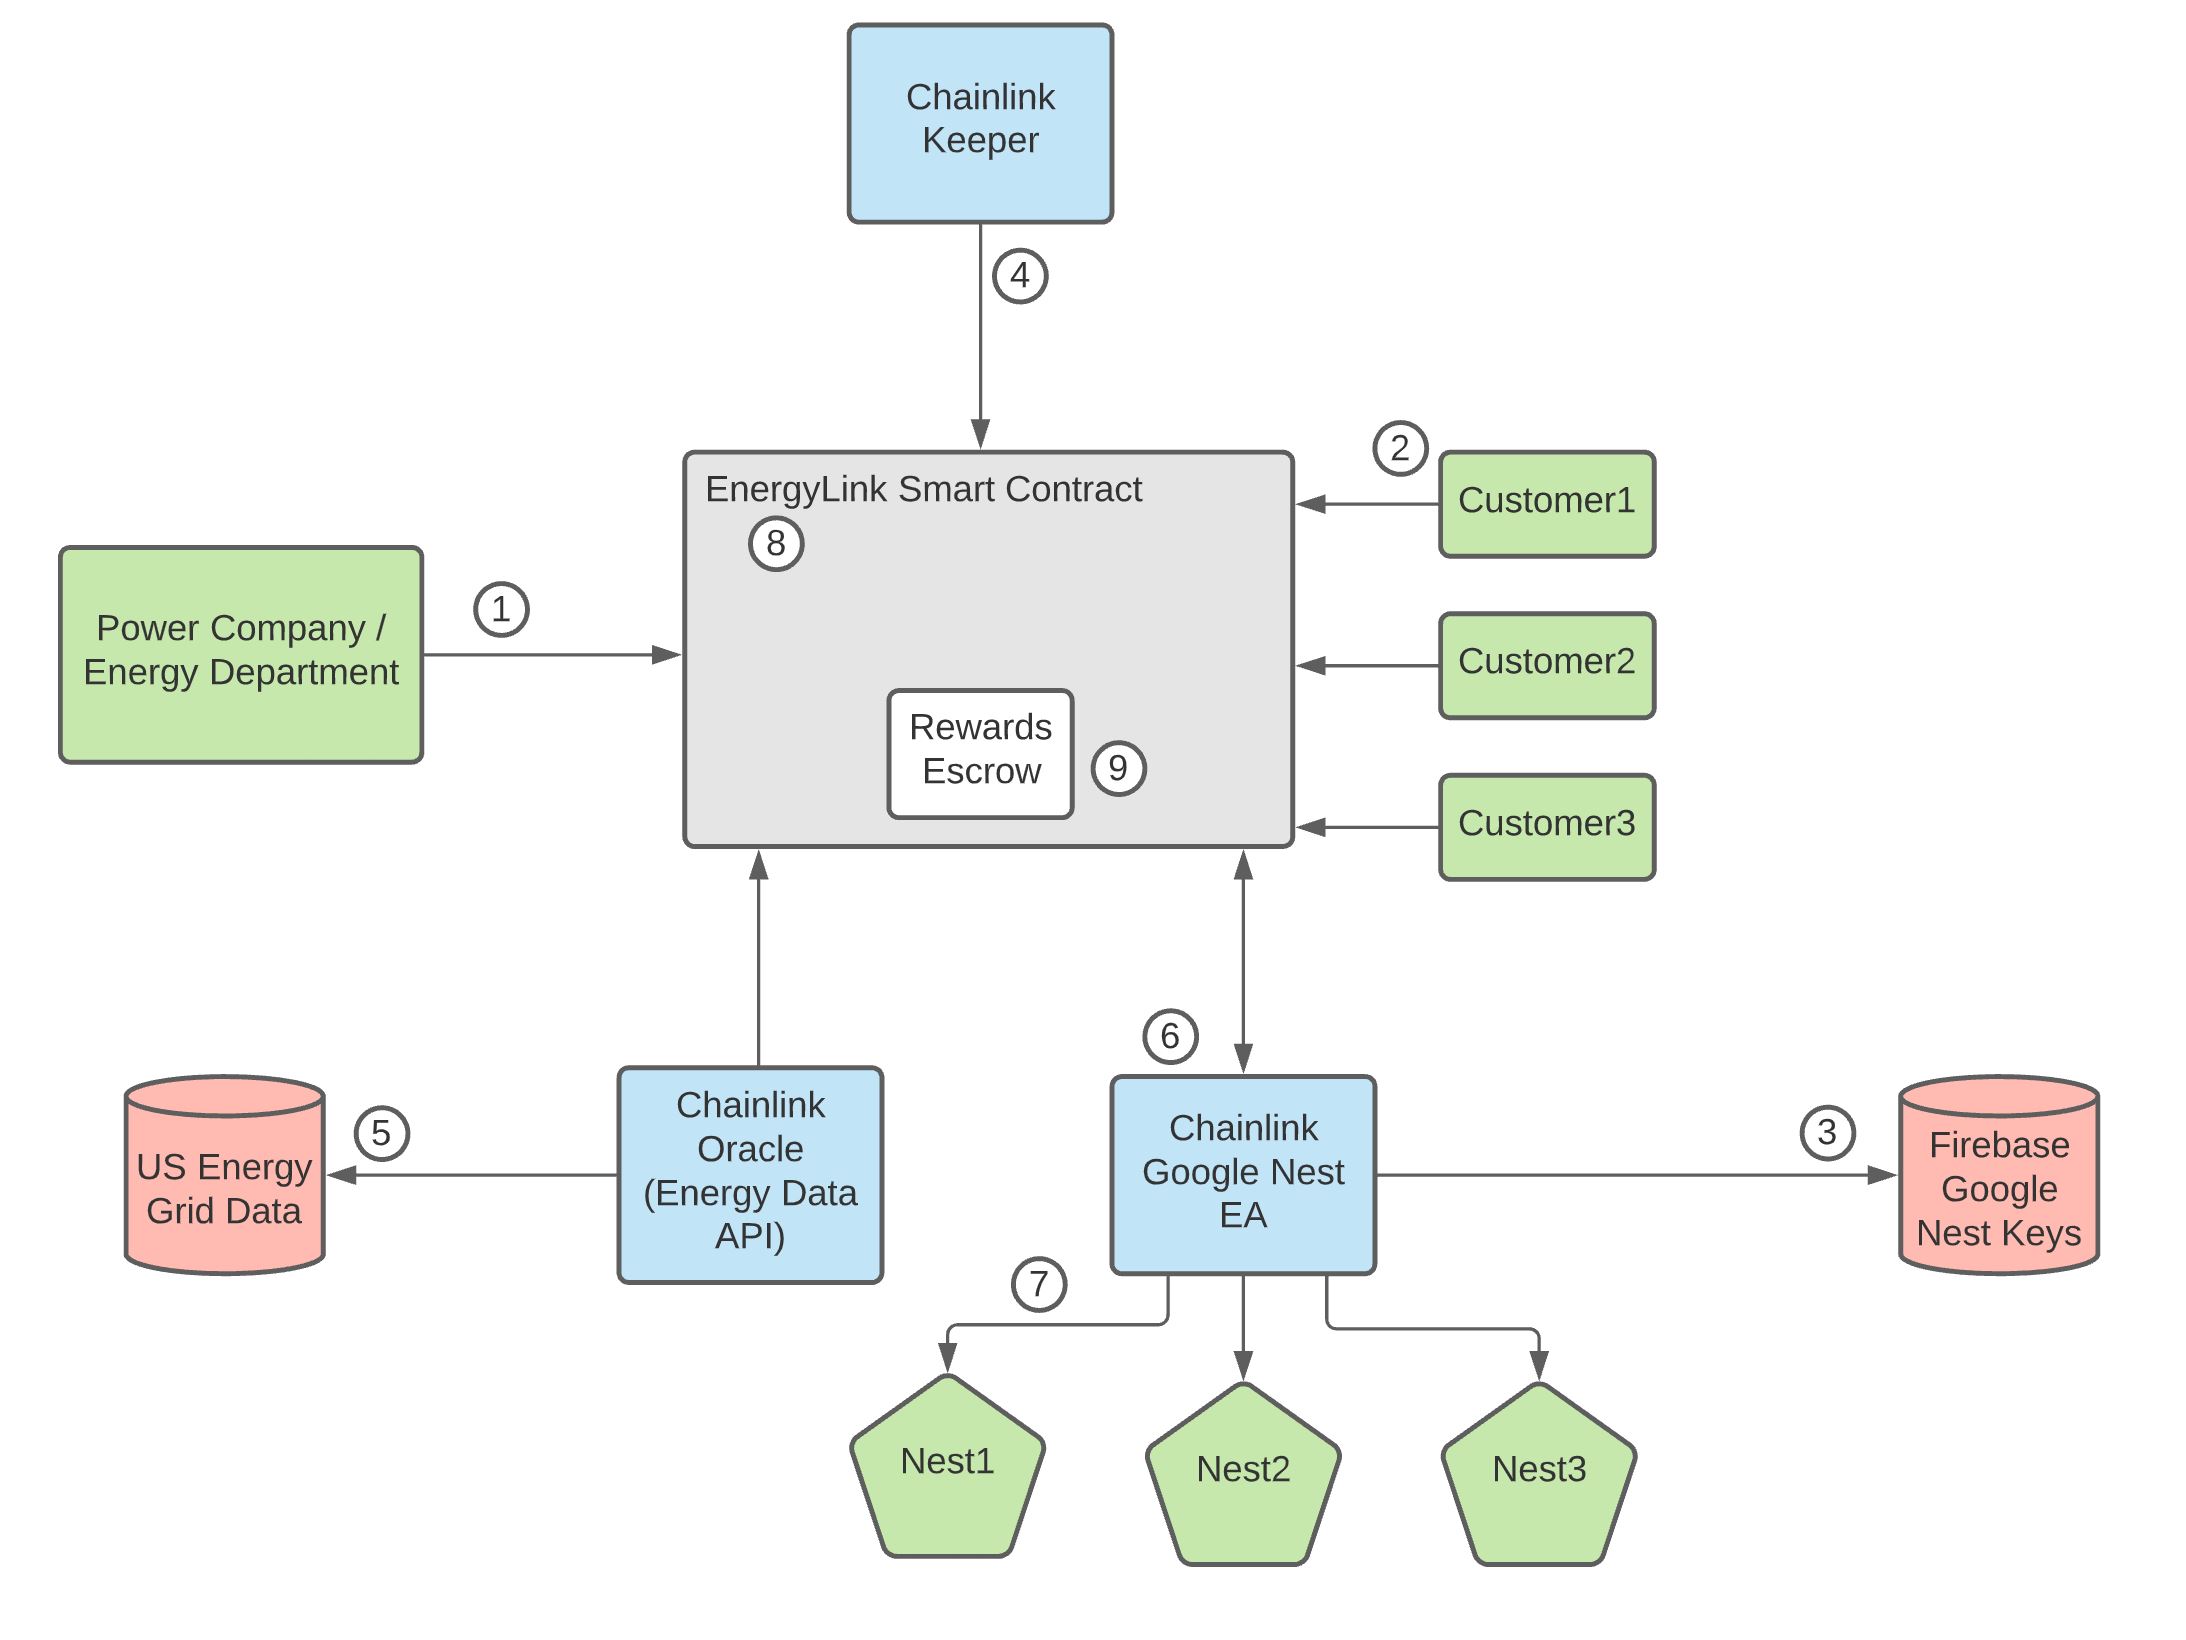 Chainlink
Keeper
4
EnergyLink Smart Contract
8
2
Customer1
Power Company /
Energy Department
1
Customer2
Rewards
Escrow
9
Customer3
6
US Energy
Grid Data
5
Chainlink
Oracle
(Energy Data
API)
Chainlink
Google Nest
EA
3
Firebase
Google
Nest Keys
7
Nest1
Nest2
Nest3